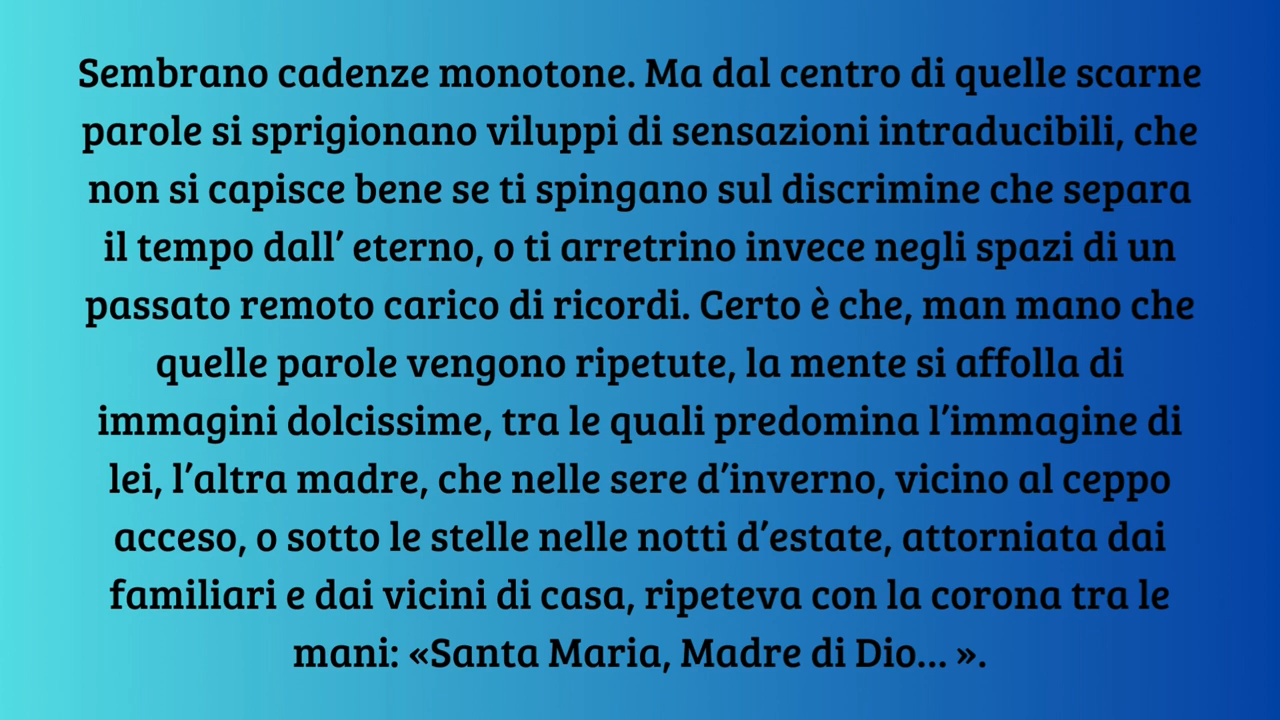 Sembrano cadenze monotone. Ma dal centro di quelle scarne
parole si sprigionano viluppi di sensazioni intraducibili, che
non si capisce bene se ti spingano sul discrimine che separa
il tempo dall’ eterno, o ti arretrino invece negli spazi di un
passato remoto carico di ricordi. Certo è che, man mano che
quelle parole vengono ripetute, la mente si affolla di
immagini dolcissime, tra le quali predomina l’immagine di
lei, l’altra madre, che nelle sere d’inverno, vicino al ceppo
acceso, o sotto le stelle nelle notti d’estate, attorniata dai
familiari e dai vicini di casa, ripeteva con la corona tra le
mani: «Santa Maria, Madre di Dio... ».